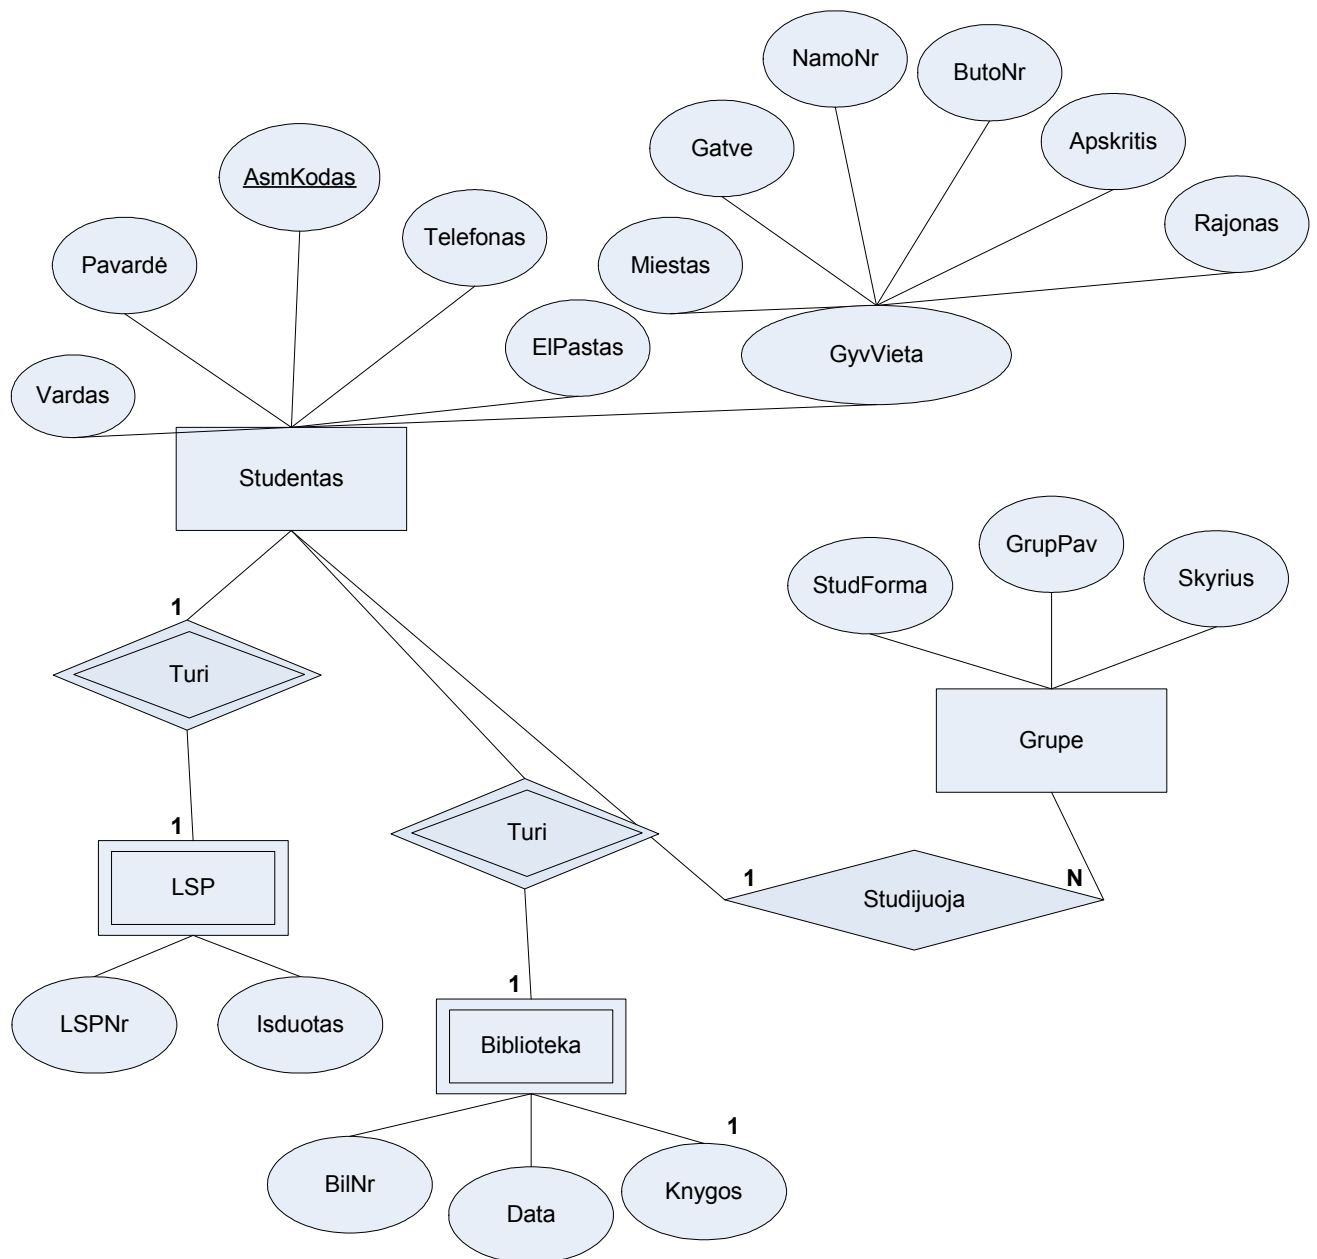 NamoNr
ButoNr
Gatve
Apskritis
AsmKodas
Telefonas
Rajonas
Pavardė
Miestas
ElPastas
GyvVieta
Vardas
Studentas
GrupPav
StudForma
Skyrius
1
Turi
Grupe
1
Turi
LSP
1
N
Studijuoja
1
LSPNr
Isduotas
Biblioteka
1
BilNr
Knygos
Data